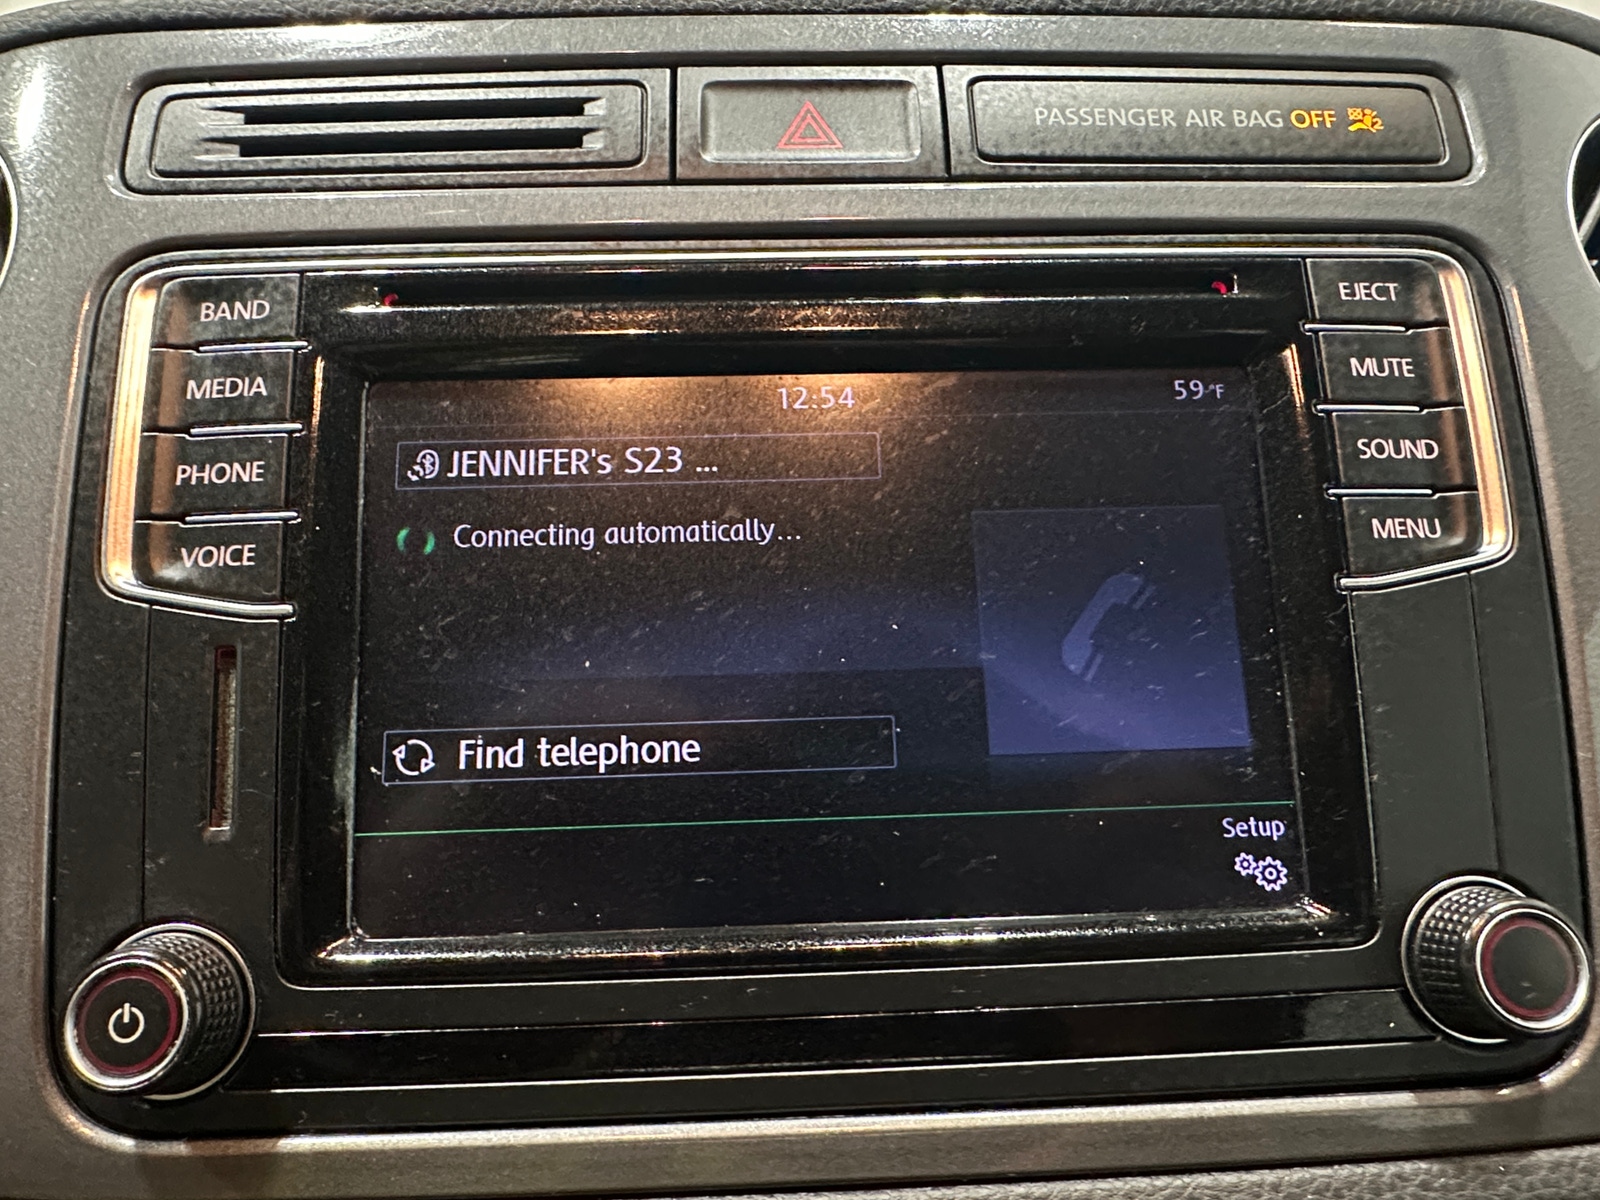 PASSENGER AIR BAG OFF
BAND
MEDIA
PHONE
VOICE
12:54
59°F
JENNIFER's S23 ...
Connecting automatically...
Find telephone
Setup
EJECT
MUTE
SOUND
MENU